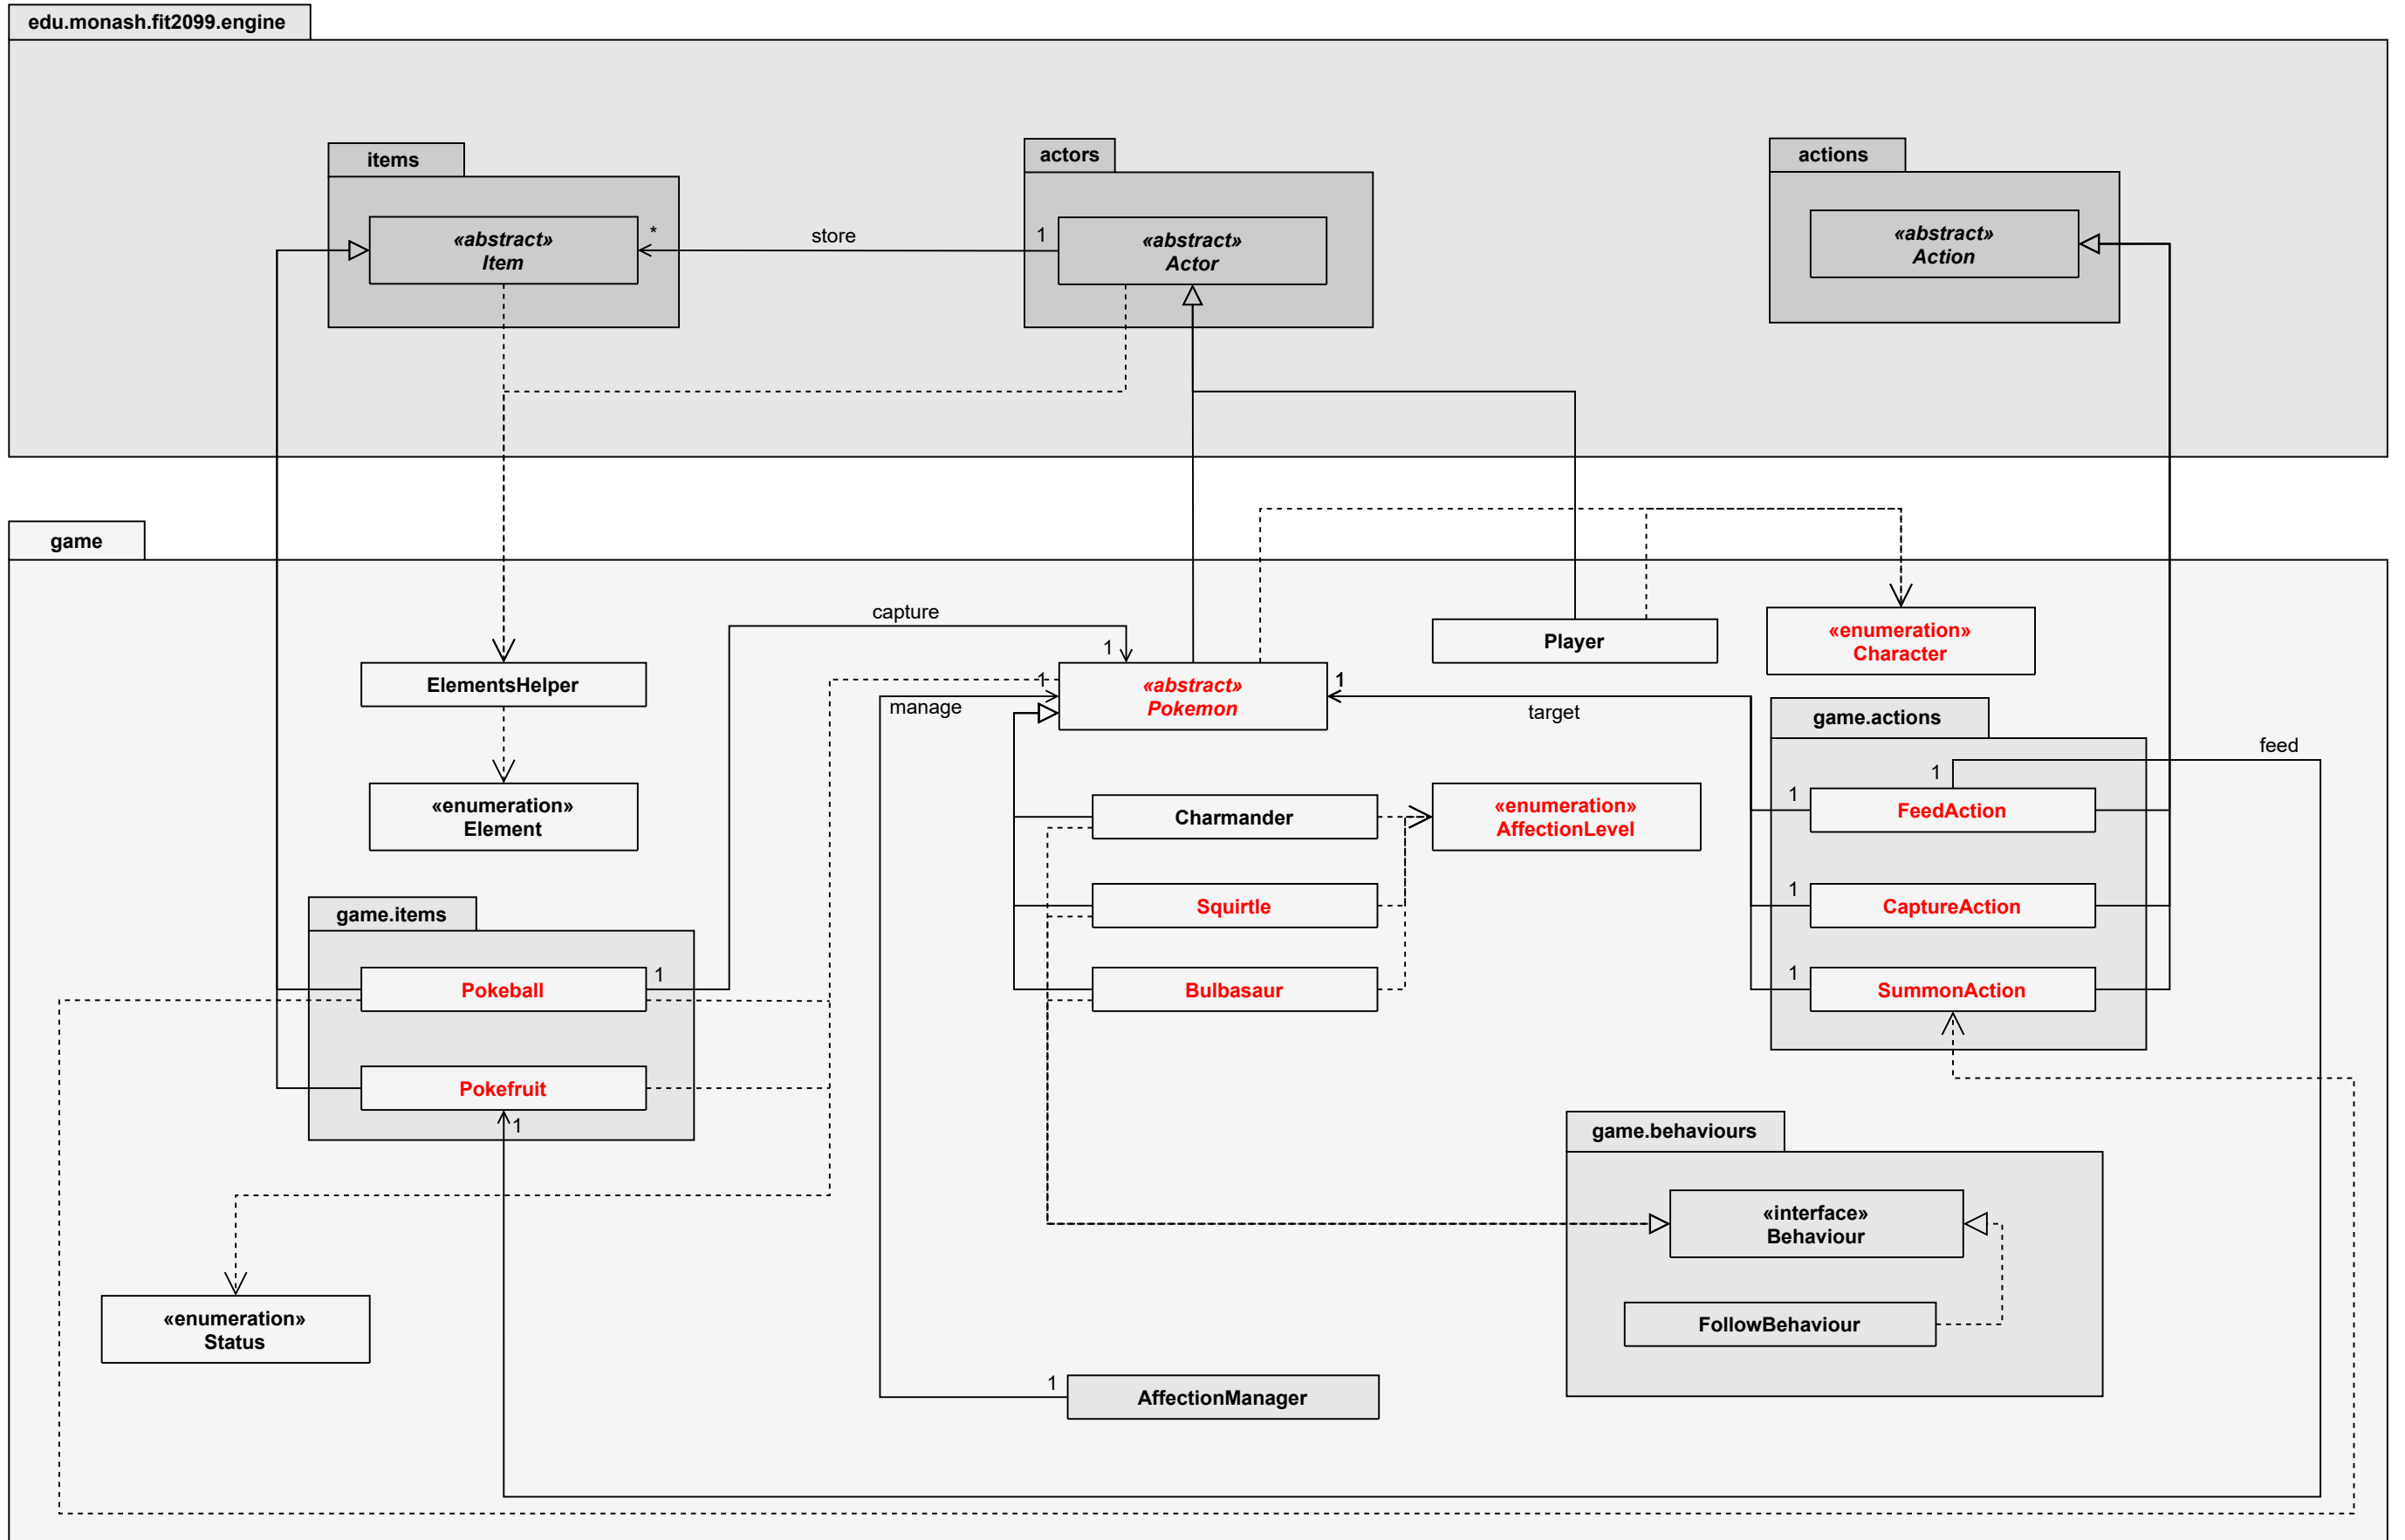 edu.monash.fit2099.engine
items
actors
actions
«abstract»
Item
*
store
1
«abstract»
Actor
«abstract»
Action
game
capture
1
Player
«enumeration»
Character
ElementsHelper
1
manage
«abstract»
Pokemon
1
target
game.actions
feed
«enumeration»
Element
Charmander
«enumeration»
AffectionLevel
1
1
FeedAction
game.items
Squirtle
1
CaptureAction
Pokeball
1
Bulbasaur
1
SummonAction
Pokefruit
1
game.behaviours
«interface»
Behaviour
«enumeration»
Status
FollowBehaviour
1
AffectionManager